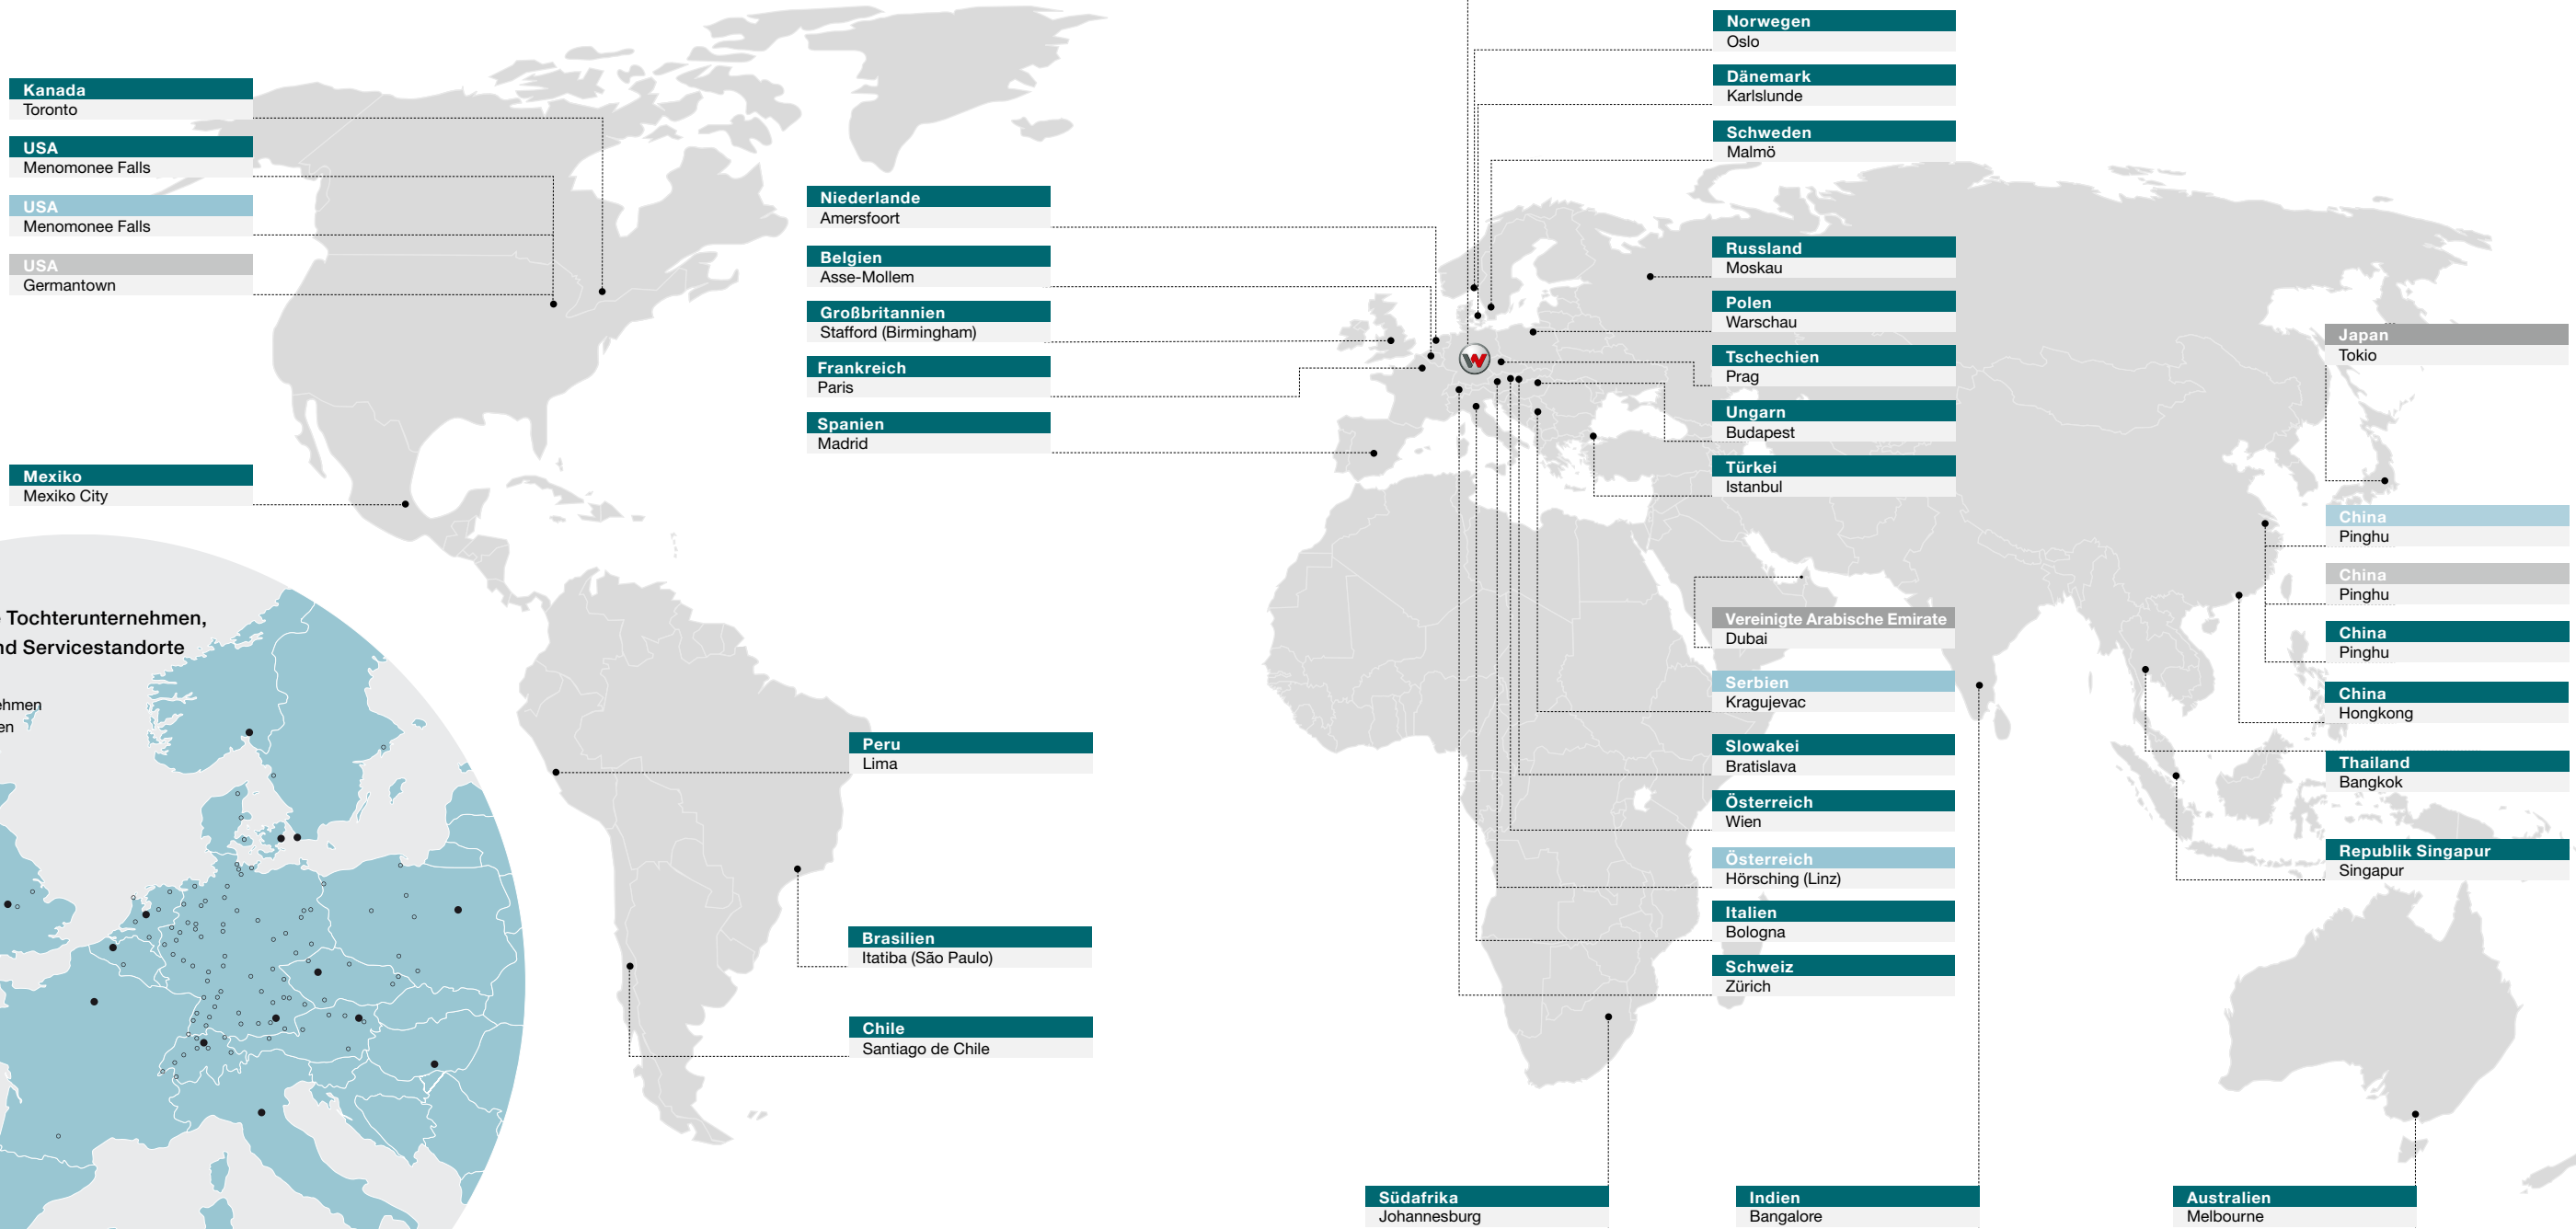 Kanada
Toronto
USA
Menomonee Falls
USA
Menomonee Falls
USA
Germantown
Mexiko
Mexiko City
Tochterunternehmen,
Servicestandorte
Niederlande
Amersfoort
Belgien
Asse-Mollem
Großbritannien
Stafford (Birmingham)
Frankreich
Paris
Spanien
Madrid
Peru
Lima
Brasilien
Itatiba (São Paulo)
Chile
Santiago de Chile
Norwegen
Oslo
Dänemark
Karlslunde
Schweden
Malmö
Russland
Moskau
Polen
Warschau
Tschechien
Prag
Ungarn
Budapest
Türkei
Istanbul
Vereinigte Arabische Emirate
Dubai
Serbien
Kragujevac
Slowakei
Bratislava
Österreich
Wien
Österreich
Hörsching (Linz)
Italien
Bologna
Schweiz
Zürich
Südafrika
Johannesburg
Indien
Bangalore
Japan
Tokio
China
Pinghu
China
Pinghu
China
Pinghu
China
Hongkong
Thailand
Bangkok
Republik Singapur
Singapur
Australien
Melbourne